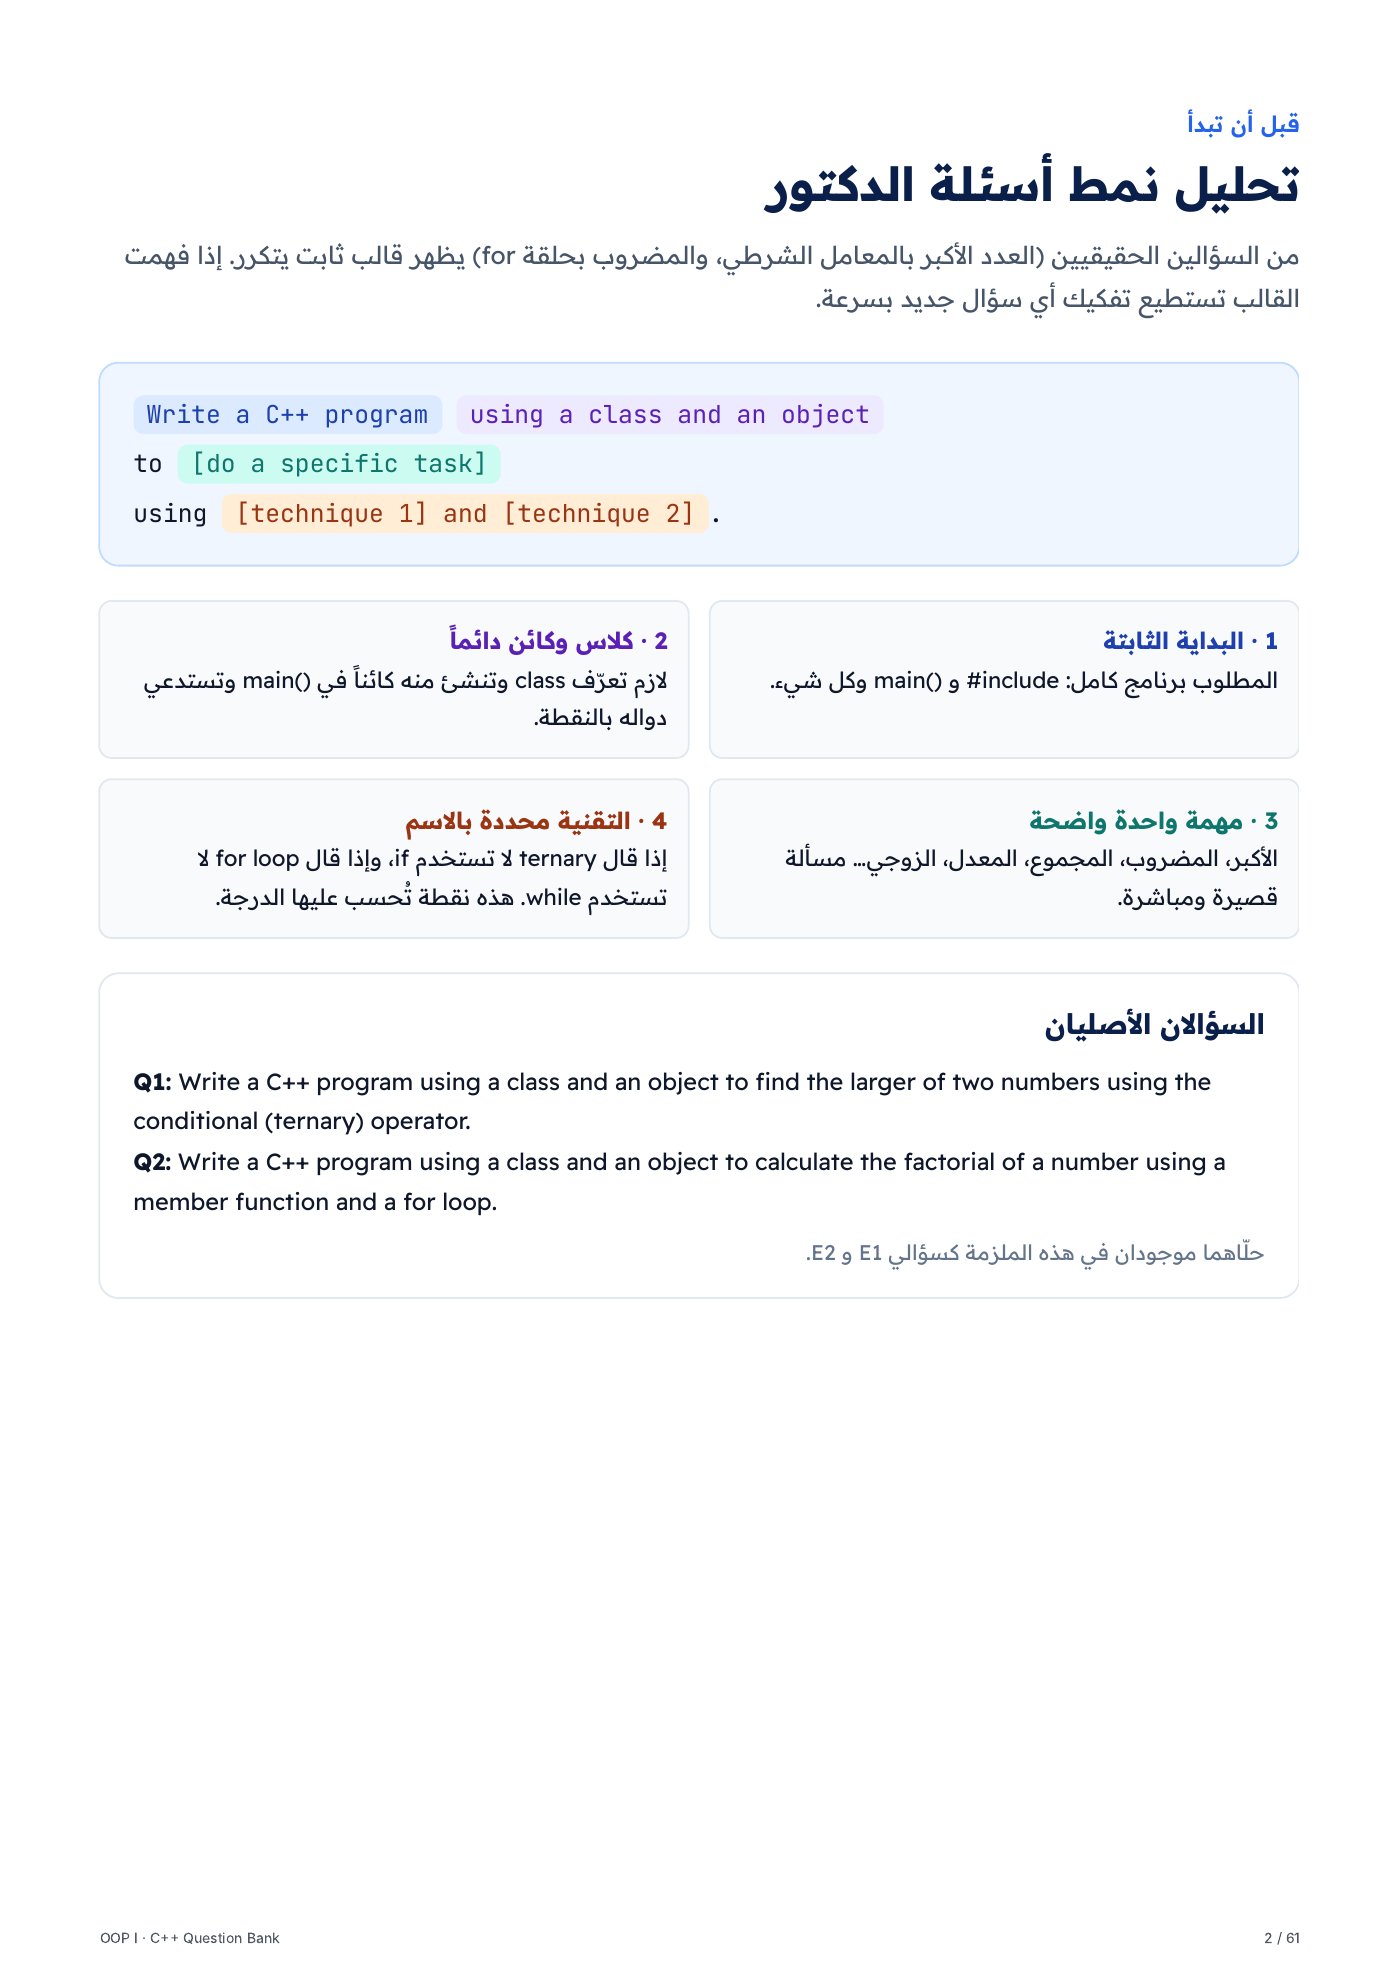 قبل أن تبدأ
تحليل نمط أسئلة الدكتور
من السؤالين الحقيقيين (العدد الأكبر بالمعامل الشرطي، والمضروب بحلقة for) يظهر قالب ثابت يتكرر. إذا فهمت
القالب تستطيع تفكيك أي سؤال جديد بسرعة.
Write a C++ program using a class and an object
to [do a specific task]
using [technique 1] and [technique 2].
1 · البداية الثابتة
المطلوب برنامج كامل: #include و main() وكل شيء.
2 · كلاس وكائن دائماً
لازم تعرّف class وتنشئ منه كائناً في main() وتستدعي
دواله بالنقطة.
3 · مهمة واحدة واضحة
الأكبر، المضروب، المجموع، المعدل، الزوجي... مسألة
قصيرة ومباشرة.
4 · التقنية محددة بالاسم
إذا قال ternary لا تستخدم if، وإذا قال for loop لا
تستخدم while. هذه نقطة تُحسب عليها الدرجة.
السؤالان الأصليان
Q1: Write a C++ program using a class and an object to find the larger of two numbers using the
conditional (ternary) operator.
Q2: Write a C++ program using a class and an object to calculate the factorial of a number using a
member function and a for loop.
حلّاهما موجودان في هذه الملزمة كسؤالي E1 و E2.
OOP I · C++ Question Bank
2 / 61